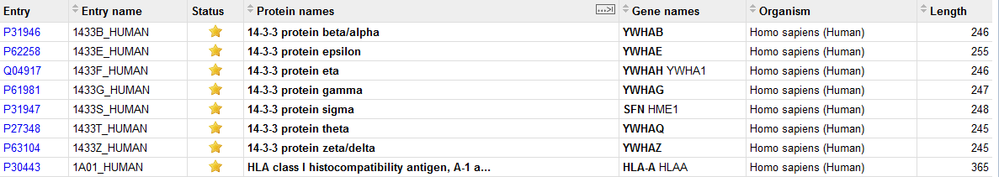 Entry Entry name Status Protein names Gene names Organism Length
P31946 1433B_HUMAN 14-3-3 protein beta/alpha YWHAB Homo sapiens (Human) 246
P62258 1433E_HUMAN 14-3-3 protein epsilon YWHAE Homo sapiens (Human) 255
Q04917 1433F_HUMAN 14-3-3 protein eta YWHAH YWHA1 Homo sapiens (Human) 246
P61981 1433G_HUMAN 14-3-3 protein gamma YWHAG Homo sapiens (Human) 247
P31947 1433S_HUMAN 14-3-3 protein sigma SFN HME1 Homo sapiens (Human) 248
P27348 1433T_HUMAN 14-3-3 protein theta YWHAQ Homo sapiens (Human) 245
P63104 1433Z_HUMAN 14-3-3 protein zeta/delta YWHAZ Homo sapiens (Human) 245
P30443 1A01_HUMAN HLA class I histocompatibility antigen, A-1 a... HLA-A HLAA Homo sapiens (Human) 365